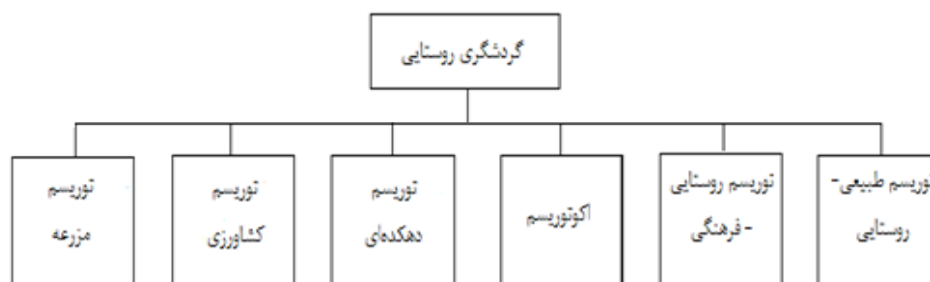 گردشگری روستایی
توریسم طبیعی-
روستایی
توریسم روستایی
- فرهنگی
اکوتوریسم
توریسم
دهکده‌ای
توریسم
کشاورزی
توریسم
مزرعه